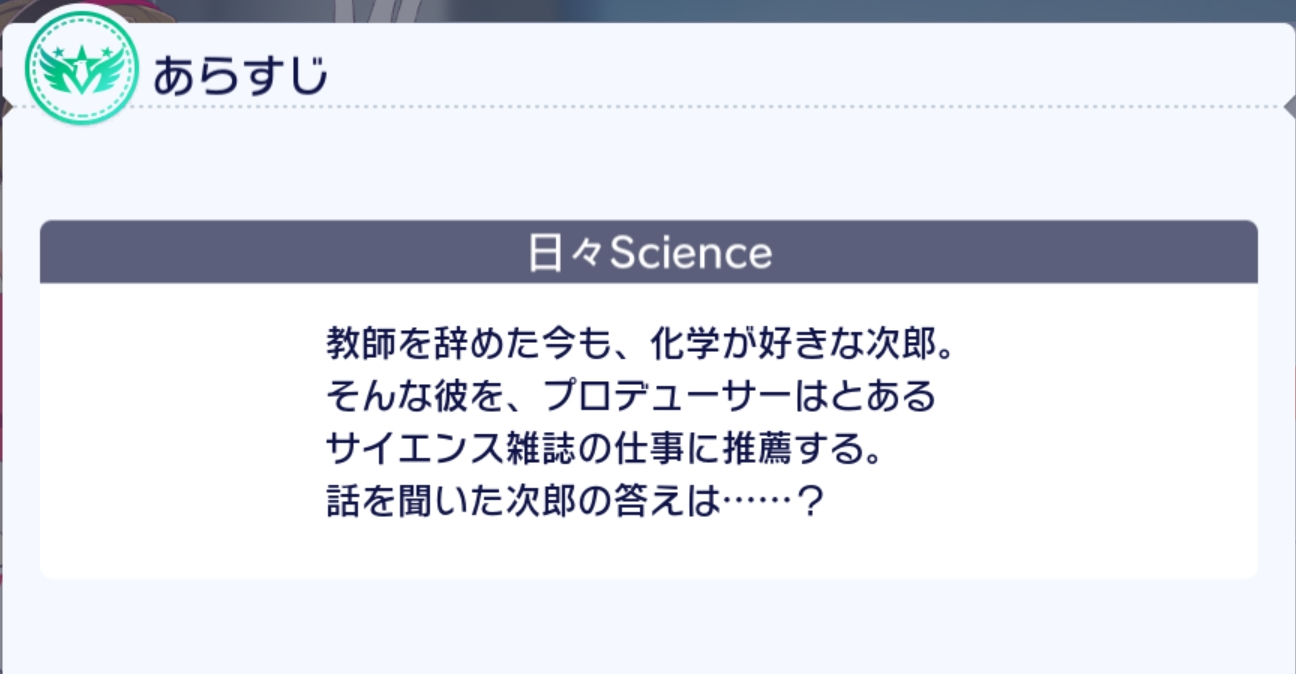 あらすじ
日々Science
教師を辞めた今も、化学が好きな次郎。
そんな彼を、プロデューサーはとある
サイエンス雑誌の仕事に推薦する。
話を聞いた次郎の答えは……？